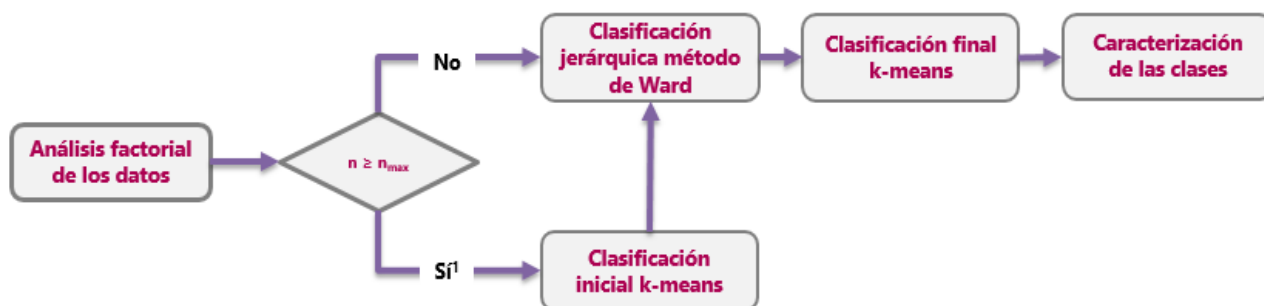 Análisis factorial
de los datos
n ≥ nmax
No
Sí¹
Clasificación
jerárquica método
de Ward
Clasificación
inicial k-means
Clasificación final
k-means
Caracterización
de las clases